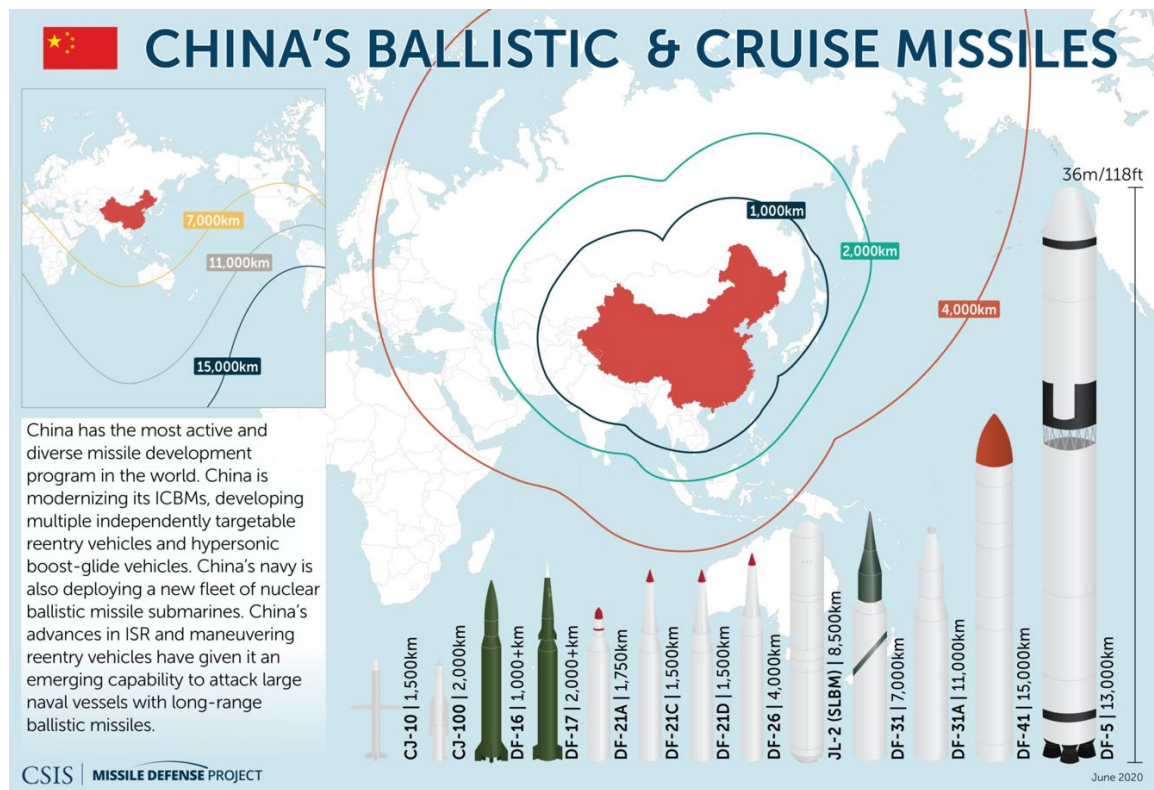 CHINA'S BALLISTIC & CRUISE MISSILES
7,000km
11,000km
15,000km
1,000km
2,000km
4,000km
36m/118ft
China has the most active and
diverse missile development
program in the world. China is
modernizing its ICBMs, developing
multiple independently targetable
reentry vehicles and hypersonic
boost-glide vehicles. China's navy is
also deploying a new fleet of nuclear
ballistic missile submarines. China's
advances in ISR and maneuvering
reentry vehicles have given it an
emerging capability to attack large
naval vessels with long-range
ballistic missiles.
CJ-10 | 1,500km
CJ-100 | 2,000km
DF-16 | 1,000+km
DF-17 | 2,000+km
DF-21A | 1,750km
DF-21C | 1,500km
DF-21D | 1,500km
DF-26 | 4,000km
JL-2 (SLBM) | 8,500km
DF-31 | 7,000km
DF-31A | 11,000km
DF-41 | 15,000km
DF-5 | 13,000km
CSIS | MISSILE DEFENSE PROJECT
June 2020